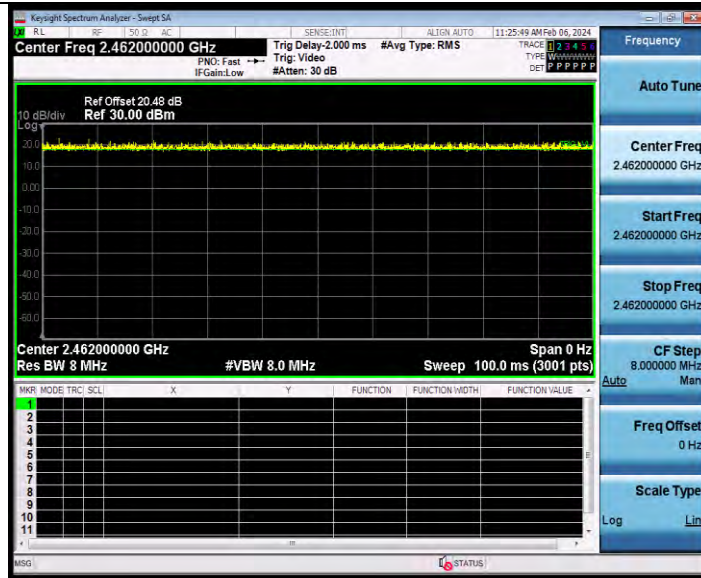 Keysight Spectrum Analyzer - Swept SA
RL RF 50 Ω AC SENSE:INT ALIGN AUTO 11:25:49 AM Feb 06, 2024
Center Freq 2.462000000 GHz
PNO: Fast
IFGain:Low
Trig Delay-2.000 ms
Trig: Video
#Atten: 30 dB
#Avg Type: RMS
TRACE 1 2 3 4 5 6
TYPE WWWWWW
DET P P P P P P
Ref Offset 20.48 dB
10 dB/div Ref 30.00 dBm
Log
20.0
10.0
0.00
-10.0
-20.0
-30.0
-40.0
-50.0
-60.0
Center 2.462000000 GHz Span 0 Hz
Res BW 8 MHz #VBW 8.0 MHz Sweep 100.0 ms (3001 pts)
MKR MODE TRC SCL X Y FUNCTION FUNCTION WIDTH FUNCTION VALUE
1
2
3
4
5
6
7
8
9
10
11
MSG STATUS
Frequency
Auto Tune
Center Freq
2.462000000 GHz
Start Freq
2.462000000 GHz
Stop Freq
2.462000000 GHz
CF Step
8.000000 MHz
Auto Man
Freq Offset
0 Hz
Scale Type
Log Lin